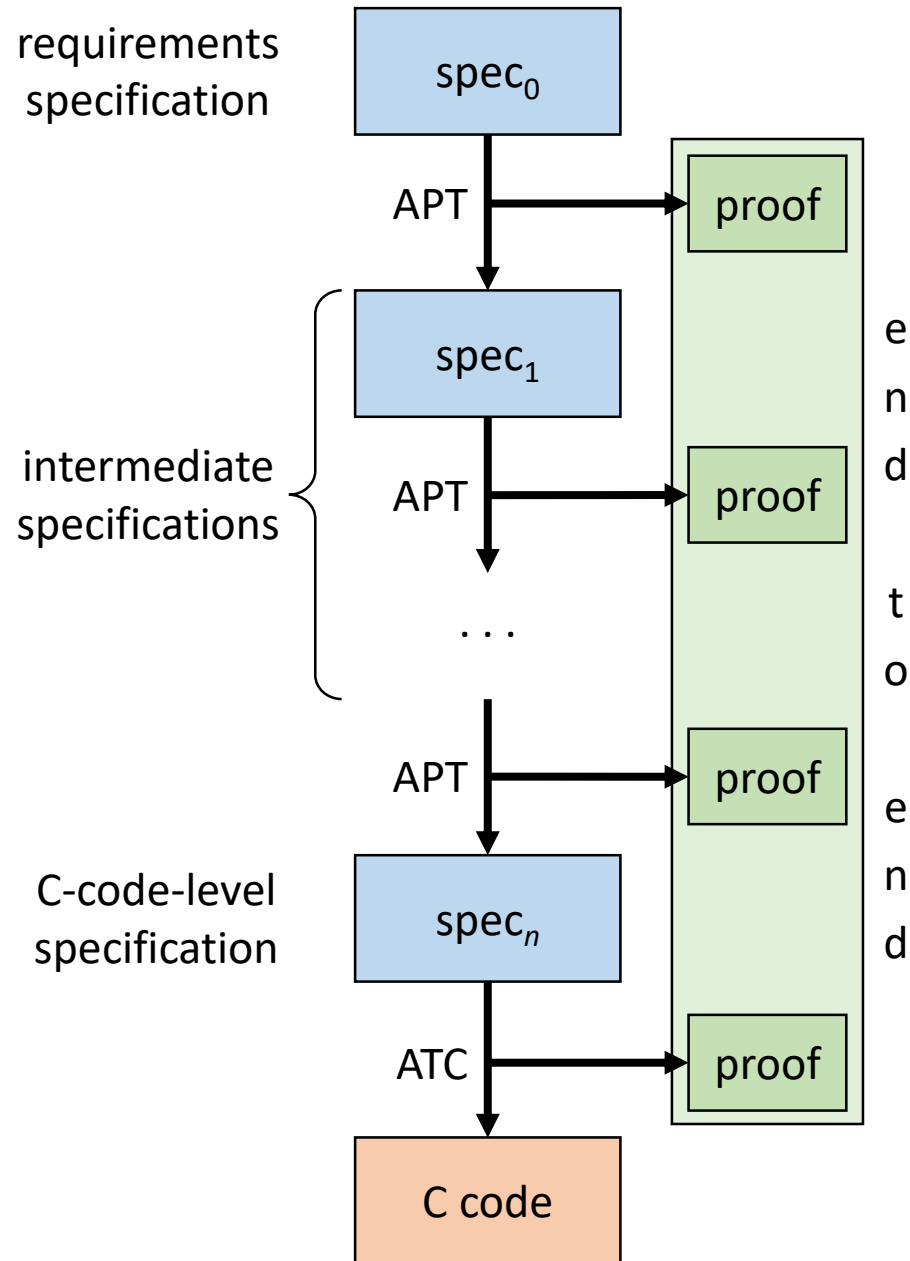 requirements
specification
spec₀
APT
proof
spec₁
intermediate
specifications
APT
proof
. . .
APT
proof
C-code-level
specification
specₙ
ATC
proof
C code
e
n
d
t
o
e
n
d